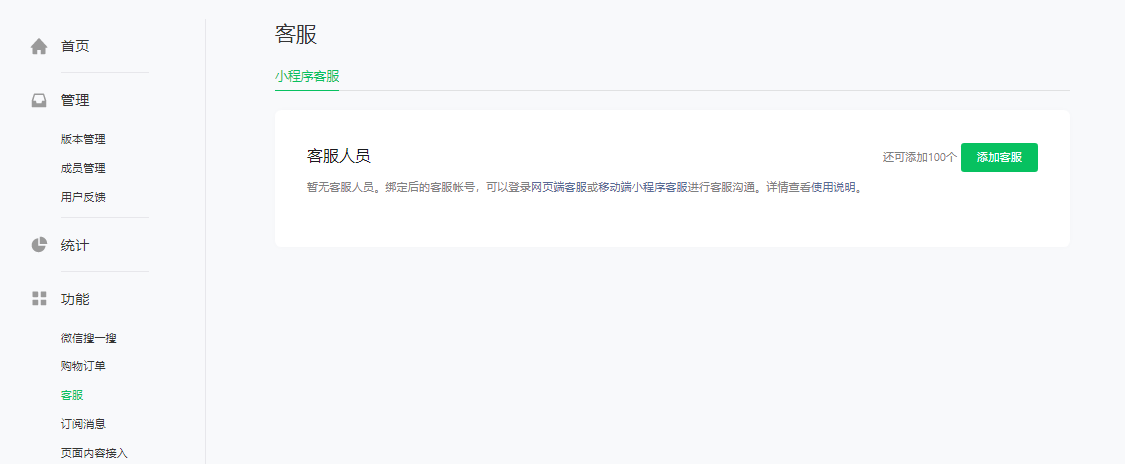 首页
管理
版本管理
成员管理
用户反馈
统计
功能
微信搜一搜
购物订单
客服
订阅消息
页面内容接入
客服
小程序客服
客服人员
还可添加100个 添加客服
暂无客服人员。绑定后的客服帐号，可以登录网页端客服或移动端小程序客服进行客服沟通。详情查看使用说明。